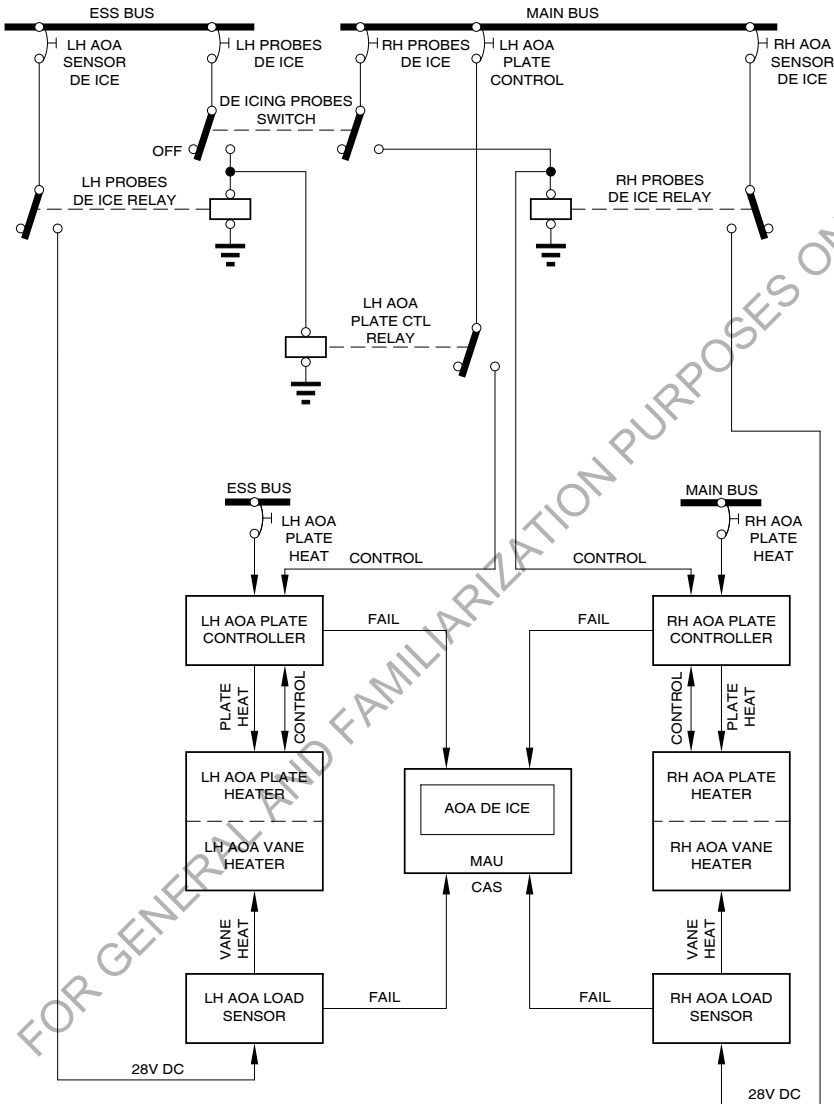 ESS BUS
MAIN BUS
LH AOA
SENSOR
DE ICE
LH PROBES
DE ICE
RH PROBES
DE ICE
LH AOA
PLATE
CONTROL
RH AOA
SENSOR
DE ICE
DE ICING PROBES
SWITCH
OFF
LH PROBES
DE ICE RELAY
RH PROBES
DE ICE RELAY
LH AOA
PLATE CTL
RELAY
ESS BUS
LH AOA
PLATE
HEAT
MAIN BUS
RH AOA
PLATE
HEAT
CONTROL
CONTROL
LH AOA PLATE
CONTROLLER
FAIL
FAIL
RH AOA PLATE
CONTROLLER
PLATE
HEAT
CONTROL
CONTROL
PLATE
HEAT
LH AOA PLATE
HEATER
LH AOA VANE
HEATER
AOA DE ICE
MAU
CAS
RH AOA PLATE
HEATER
RH AOA VANE
HEATER
VANE
HEAT
VANE
HEAT
LH AOA LOAD
SENSOR
FAIL
FAIL
RH AOA LOAD
SENSOR
28V DC
28V DC
FOR GENERAL AND FAMILIARIZATION PURPOSES